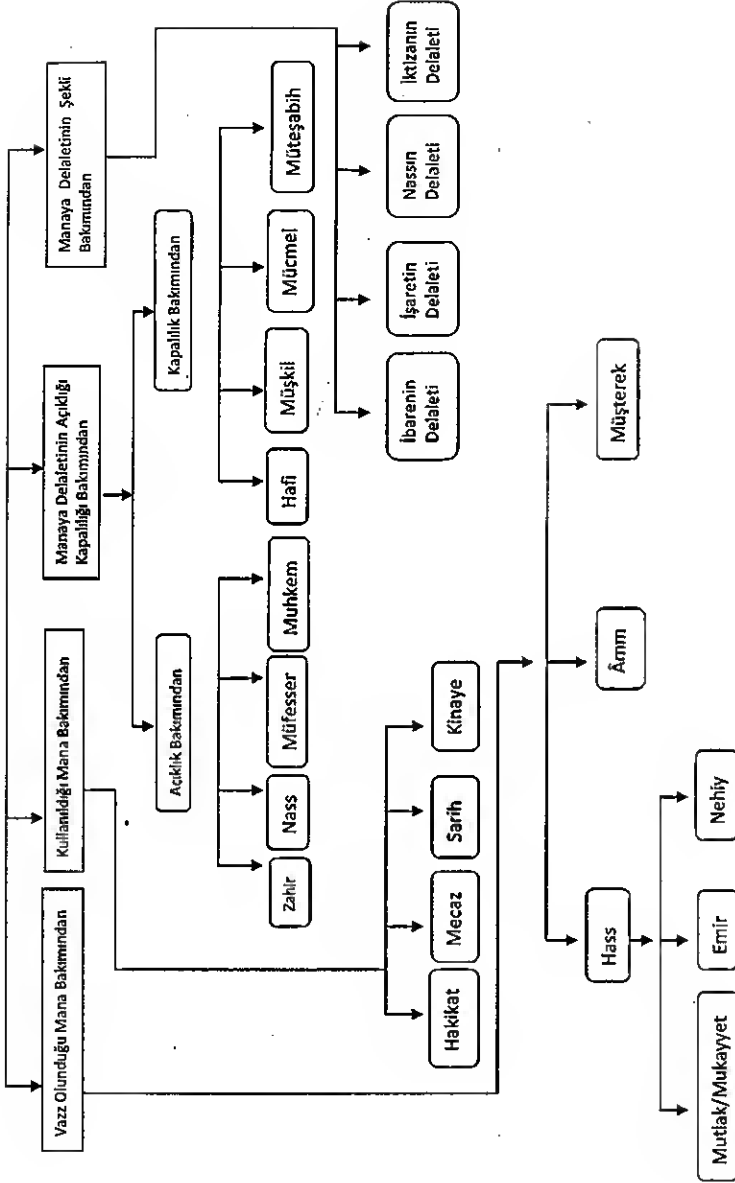 Vazz Olunduğu Mana Bakımından
Kullanıldığı Mana Bakımından
Manaya Delaletinin Açıklığı
Kapalılığı Bakımından
Manaya Delaletinin Şekli
Bakımından
Açıklık Bakımından
Kapalılık Bakımından
Zahir
Nass
Müfesser
Muhkem
Hafi
Müşkil
Mücmel
Müteşabih
Hakikat
Mecaz
Sarih
Kinaye
İbarenin
Delaleti
İşaretin
Delaleti
Nassın
Delaleti
İktizanın
Delaleti
Hass
Âmm
Müşterek
Mutlak/Mukayyet
Emir
Nehiy